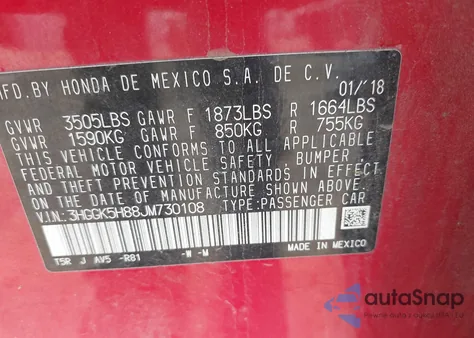 MFD.BY HONDA DE MEXICO S.A. DE C.V. 01/'18
GVWR 3505LBS GAWR F 1873LBS R 1664LBS
GVWR 1590KG GAWR F 850KG R 755KG
THIS VEHICLE CONFORMS TO ALL APPLICABLE
FEDERAL MOTOR VEHICLE SAFETY, BUMPER,
AND THEFT PREVENTION STANDARDS IN EFFECT
ON THE DATE OF MANUFACTURE SHOWN ABOVE.
V.I.N.: 3HGGK5H88JM730108 TYPE:PASSENGER CAR
T5R J AV5 -R81 -W -M
MADE IN MEXICO
autoSnap